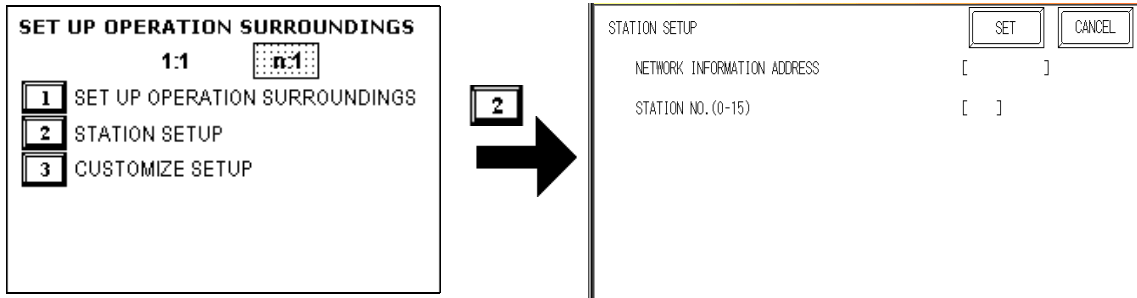 SET UP OPERATION SURROUNDINGS
1:1 n:1
1 SET UP OPERATION SURROUNDINGS
2 STATION SETUP
3 CUSTOMIZE SETUP
2
STATION SETUP SET CANCEL
NETWORK INFORMATION ADDRESS [ ]
STATION NO.(0-15) [ ]